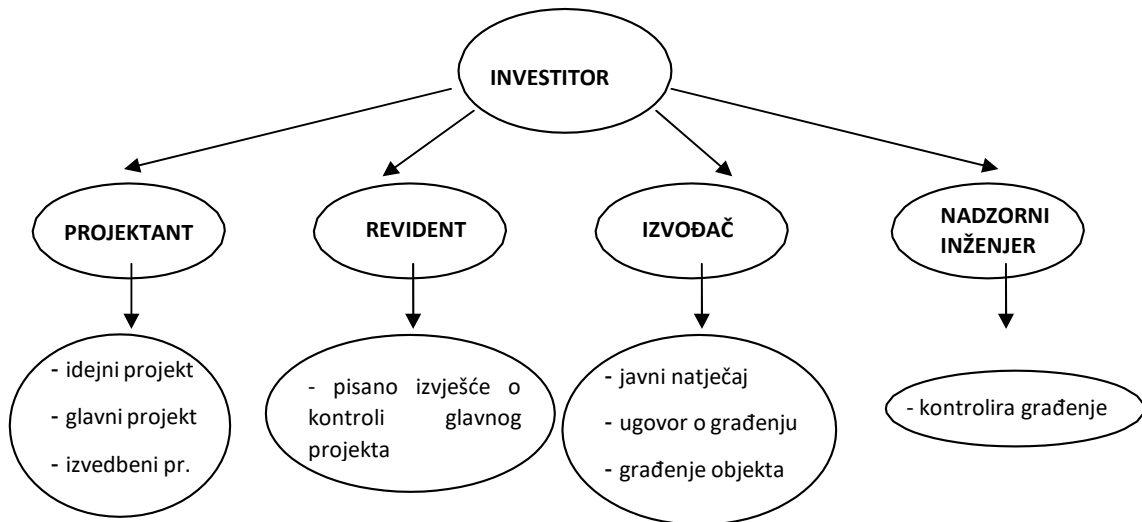 INVESTITOR
PROJEKTANT
REVIDENT
IZVOĐAČ
NADZORNI
INŽENJER
- idejni projekt
- glavni projekt
- izvedbeni pr.
- pisano izvješće o
kontroli glavnog
projekta
- javni natječaj
- ugovor o građenju
- građenje objekta
- kontrolira građenje